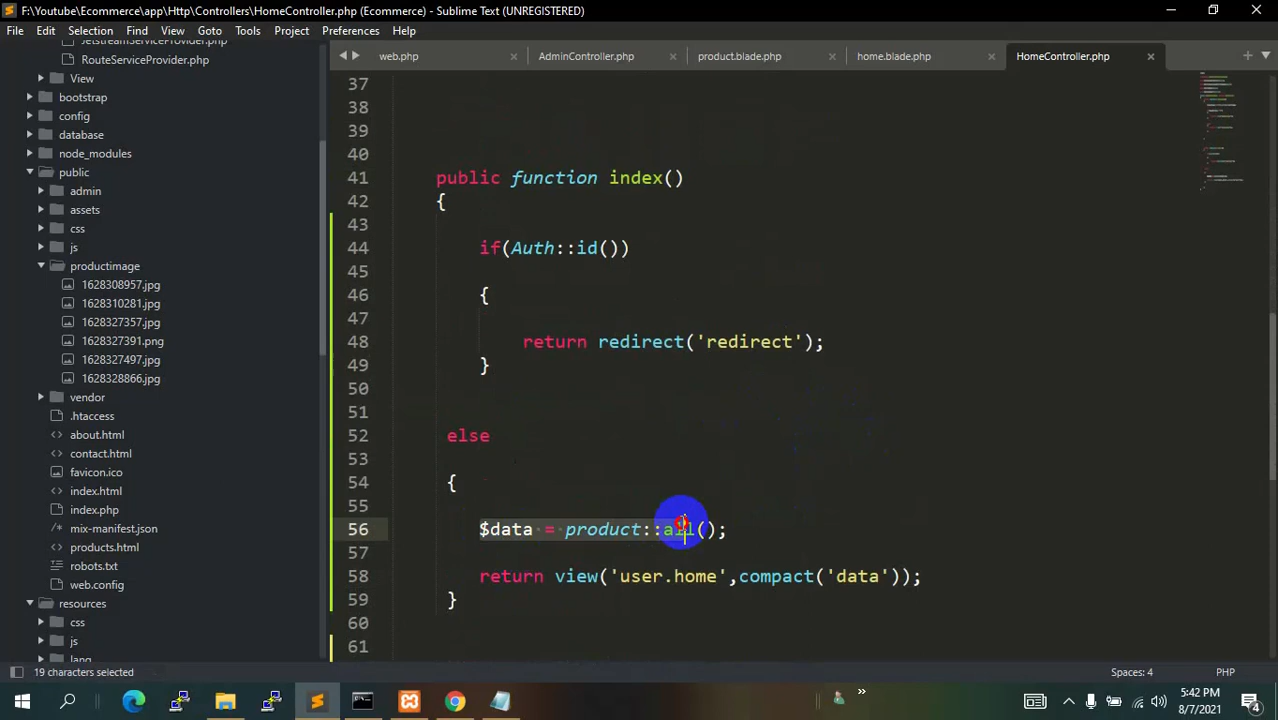 F:\Youtube\Ecommerce\app\Http\Controllers\HomeController.php (Ecommerce) - Sublime Text (UNREGISTERED)
File Edit Selection Find View Goto Tools Project Preferences Help
web.php AdminController.php product.blade.php home.blade.php HomeController.php
JetstreamServiceProvider.php
RouteServiceProvider.php
View
bootstrap
config
database
node_modules
public
admin
assets
css
js
productimage
1628308957.jpg
1628310281.jpg
1628327357.jpg
1628327391.png
1628327497.jpg
1628328866.jpg
vendor
.htaccess
about.html
contact.html
favicon.ico
index.html
index.php
mix-manifest.json
products.html
robots.txt
web.config
resources
css
js
lang
37
38
39
40
41 public function index()
42 {
43
44 if(Auth::id())
45
46 {
47
48 return redirect('redirect');
49 }
50
51
52 else
53
54 {
55
56 $data = product::all();
57
58 return view('user.home',compact('data'));
59 }
60
61
19 characters selected Spaces: 4 PHP
5:42 PM
8/7/2021
4